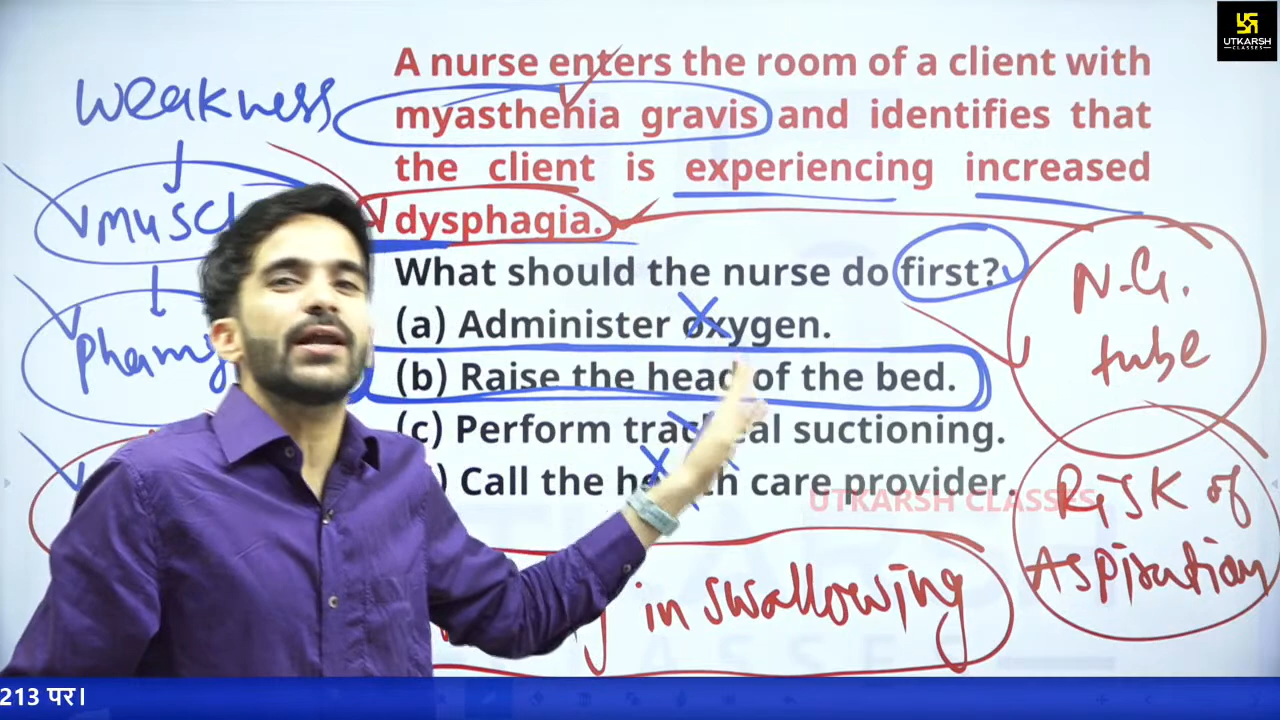 UTKARSH
CLASSES
A nurse enters the room of a client with
myasthenia gravis and identifies that
the client is experiencing increased
dysphagia.
What should the nurse do first?
(a) Administer oxygen.
(b) Raise the head of the bed.
(c) Perform tracheal suctioning.
) Call the health care provider.
UTKARSH CLASSES
weakness
N.G.
tube
Risk of
Aspiration
in swallowing
213 पर।